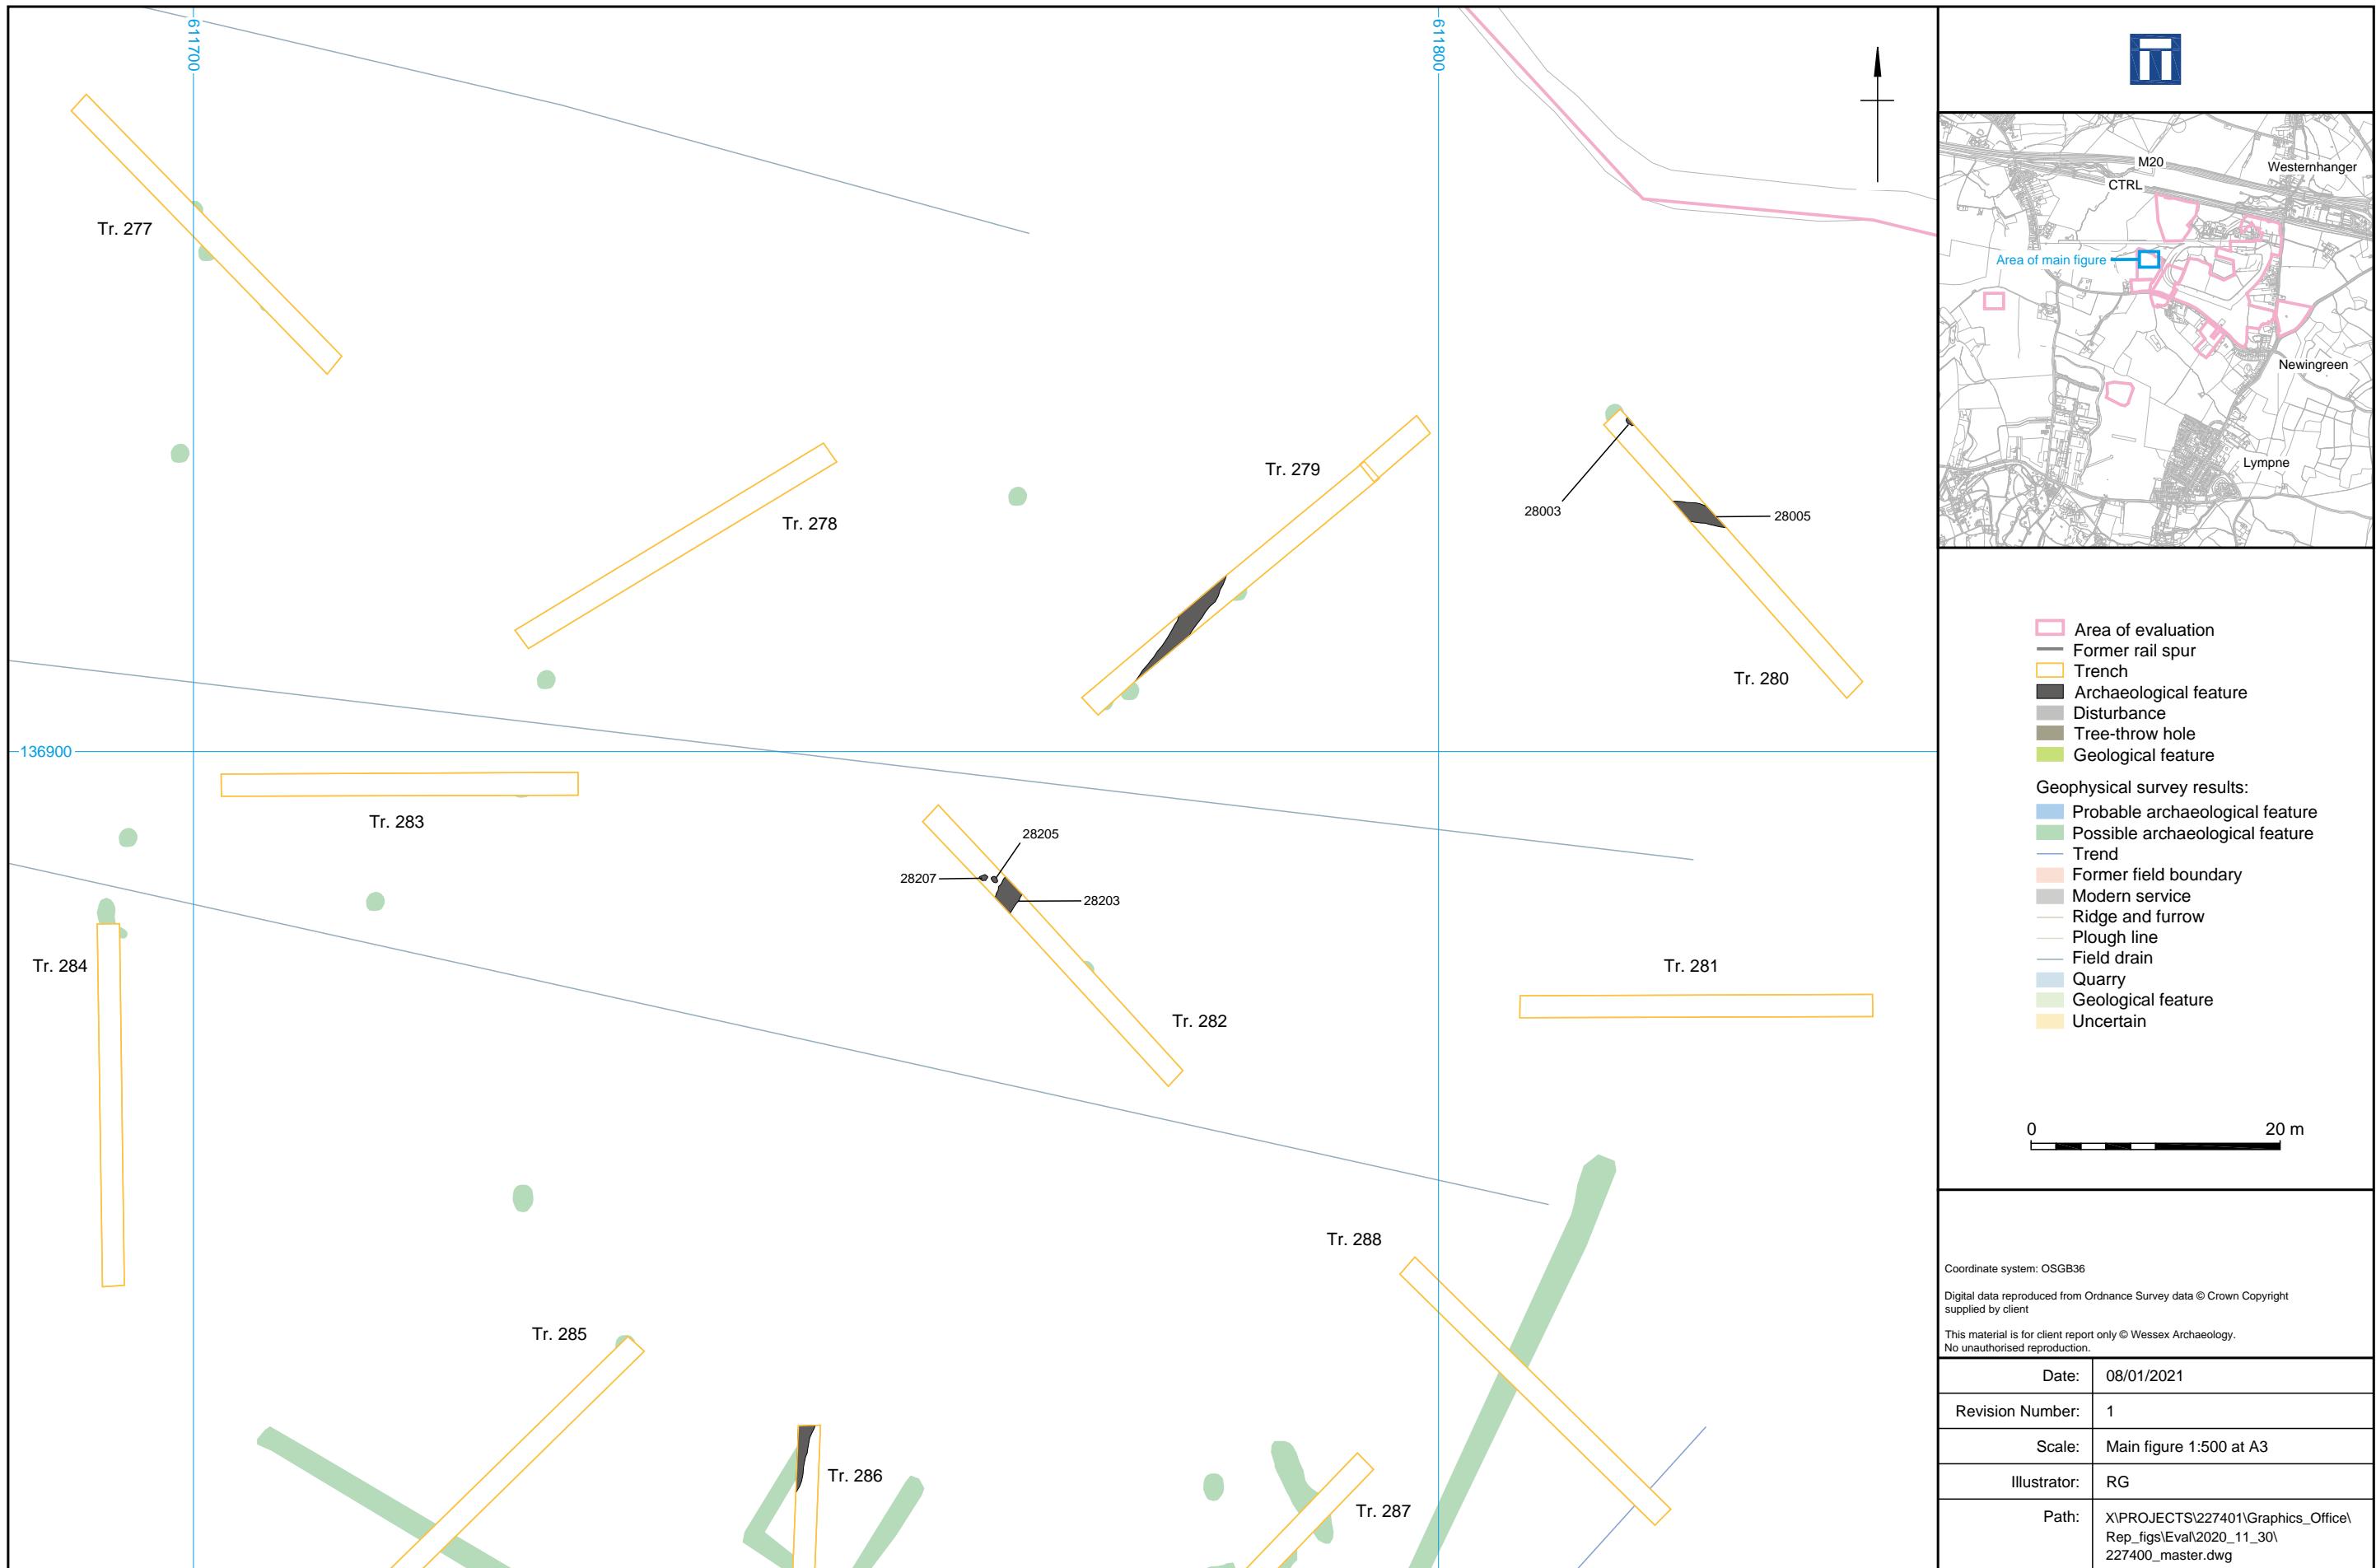 611700
611800
Tr. 277
Tr. 278
Tr. 279
28003
28005
Tr. 280
136900
Tr. 283
28205
28207
28203
Tr. 284
Tr. 281
Tr. 282
Tr. 288
Tr. 285
Tr. 286
Tr. 287
M20
Westernhanger
CTRL
Area of main figure
Newingreen
Lympne
Area of evaluation
Former rail spur
Trench
Archaeological feature
Disturbance
Tree-throw hole
Geological feature
Geophysical survey results:
Probable archaeological feature
Possible archaeological feature
Trend
Former field boundary
Modern service
Ridge and furrow
Plough line
Field drain
Quarry
Geological feature
Uncertain
0 20 m
Coordinate system: OSGB36
Digital data reproduced from Ordnance Survey data © Crown Copyright
supplied by client
This material is for client report only © Wessex Archaeology.
No unauthorised reproduction.
Date: 08/01/2021
Revision Number: 1
Scale: Main figure 1:500 at A3
Illustrator: RG
Path: X\PROJECTS\227401\Graphics_Office\
Rep_figs\Eval\2020_11_30\
227400_master.dwg